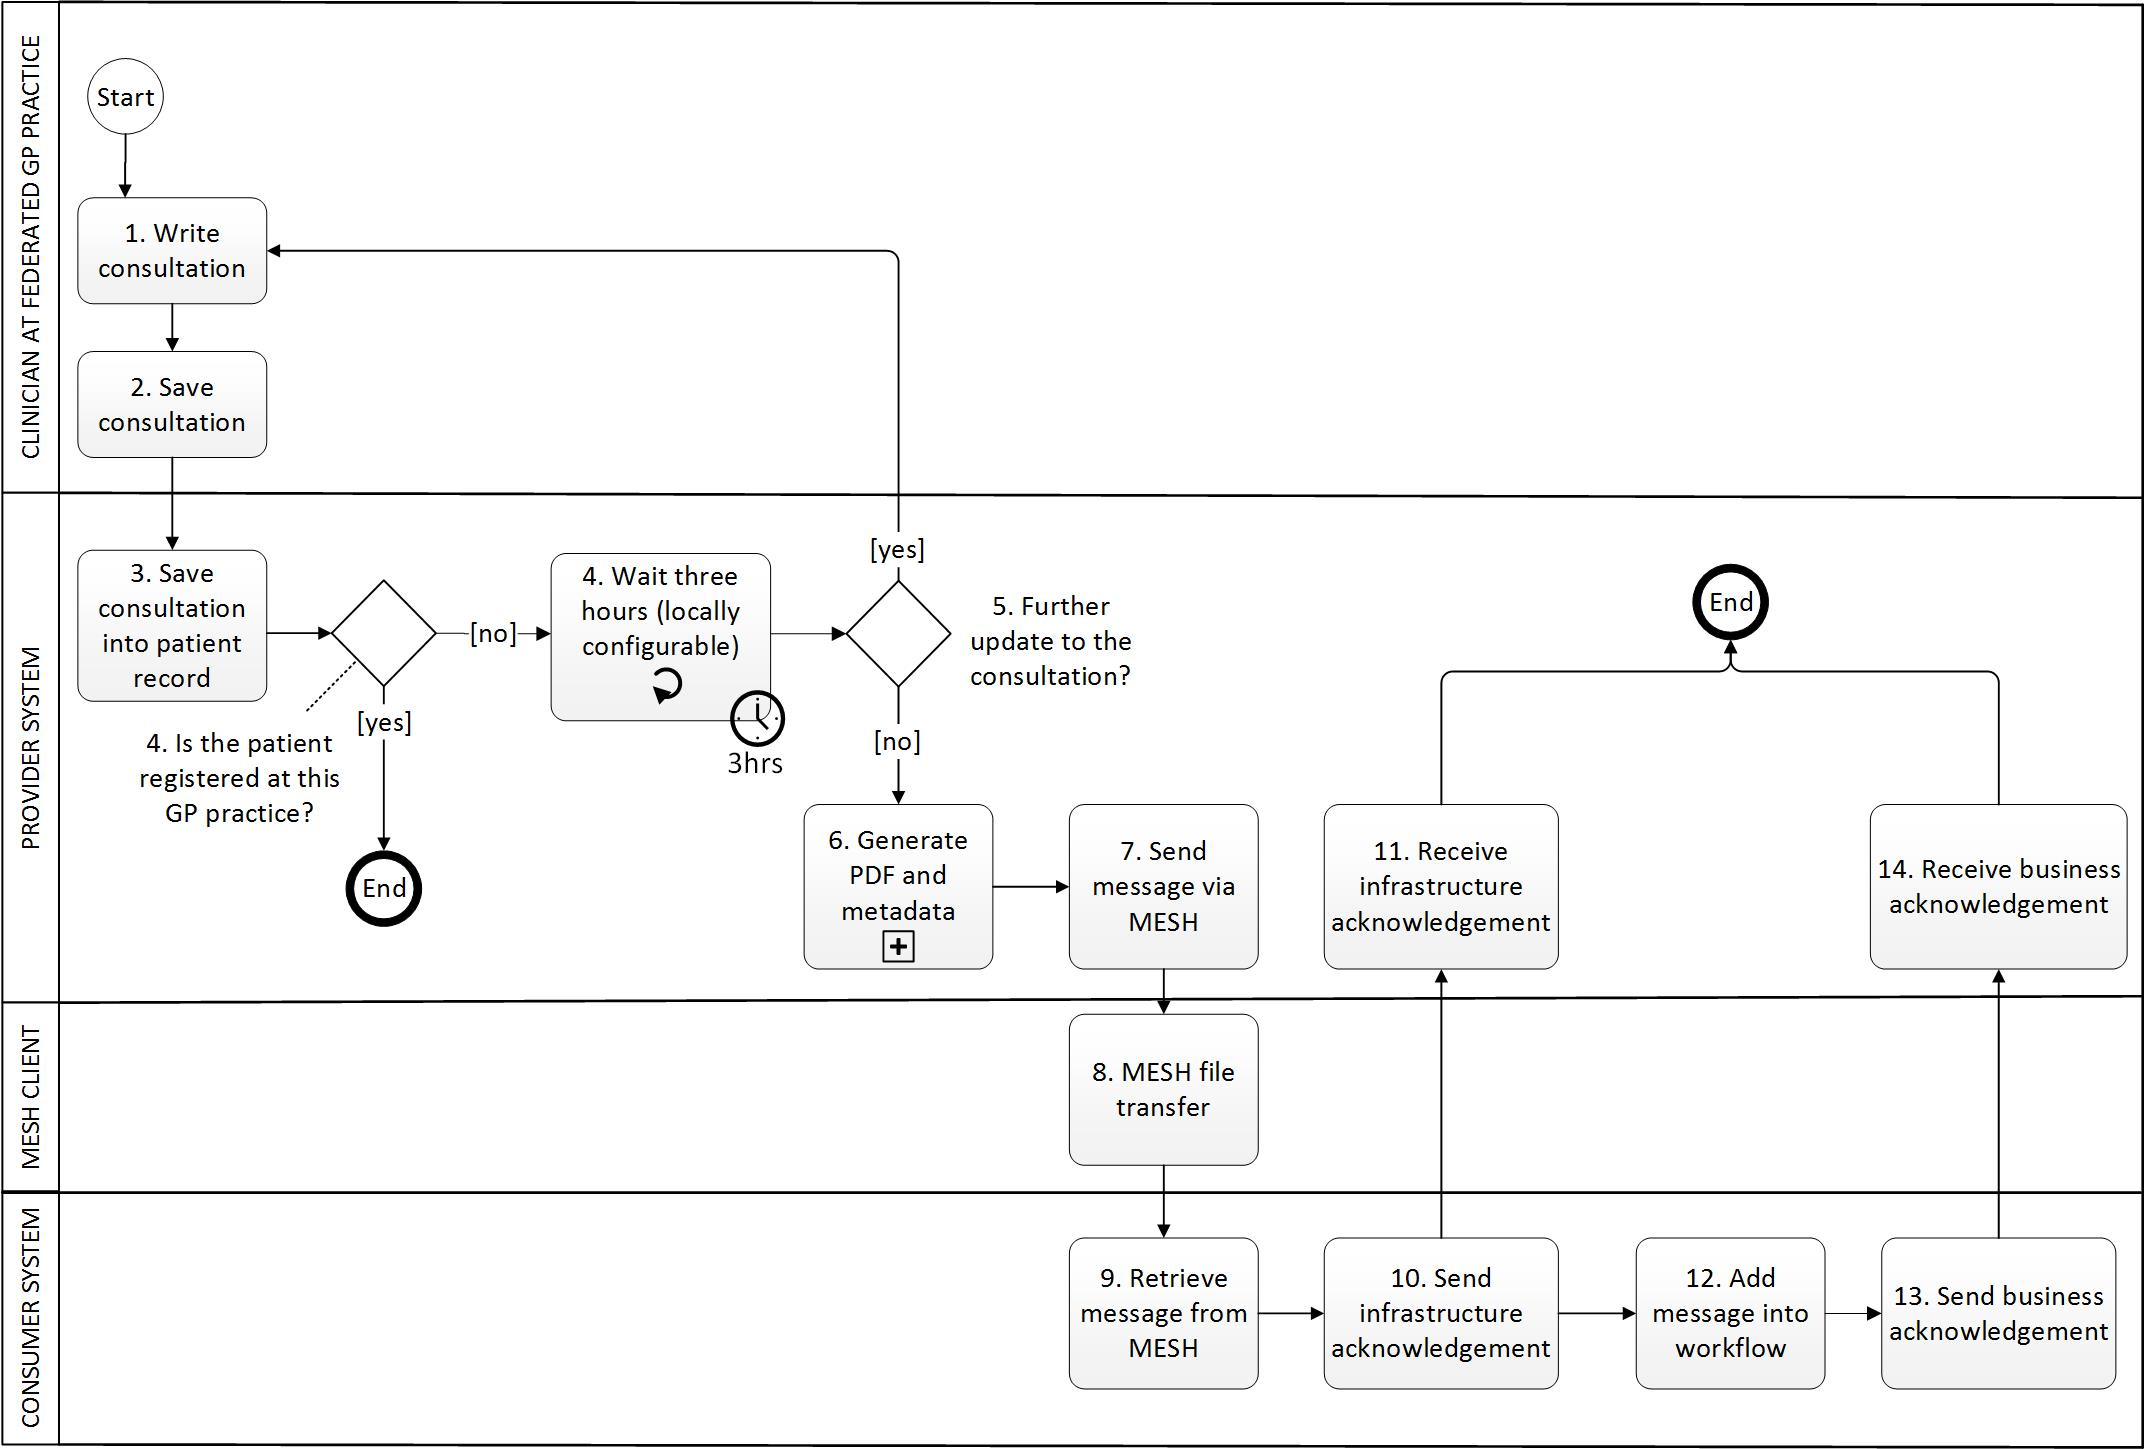 CLINICIAN AT FEDERATED GP PRACTICE
Start
1. Write
consultation
2. Save
consultation
PROVIDER SYSTEM
3. Save
consultation
into patient
record
4. Is the patient
registered at this
GP practice?
[yes]
End
[no]
4. Wait three
hours (locally
configurable)
3hrs
[yes]
5. Further
update to the
consultation?
[no]
6. Generate
PDF and
metadata
7. Send
message via
MESH
11. Receive
infrastructure
acknowledgement
End
14. Receive business
acknowledgement
MESH CLIENT
8. MESH file
transfer
CONSUMER SYSTEM
9. Retrieve
message from
MESH
10. Send
infrastructure
acknowledgement
12. Add
message into
workflow
13. Send business
acknowledgement